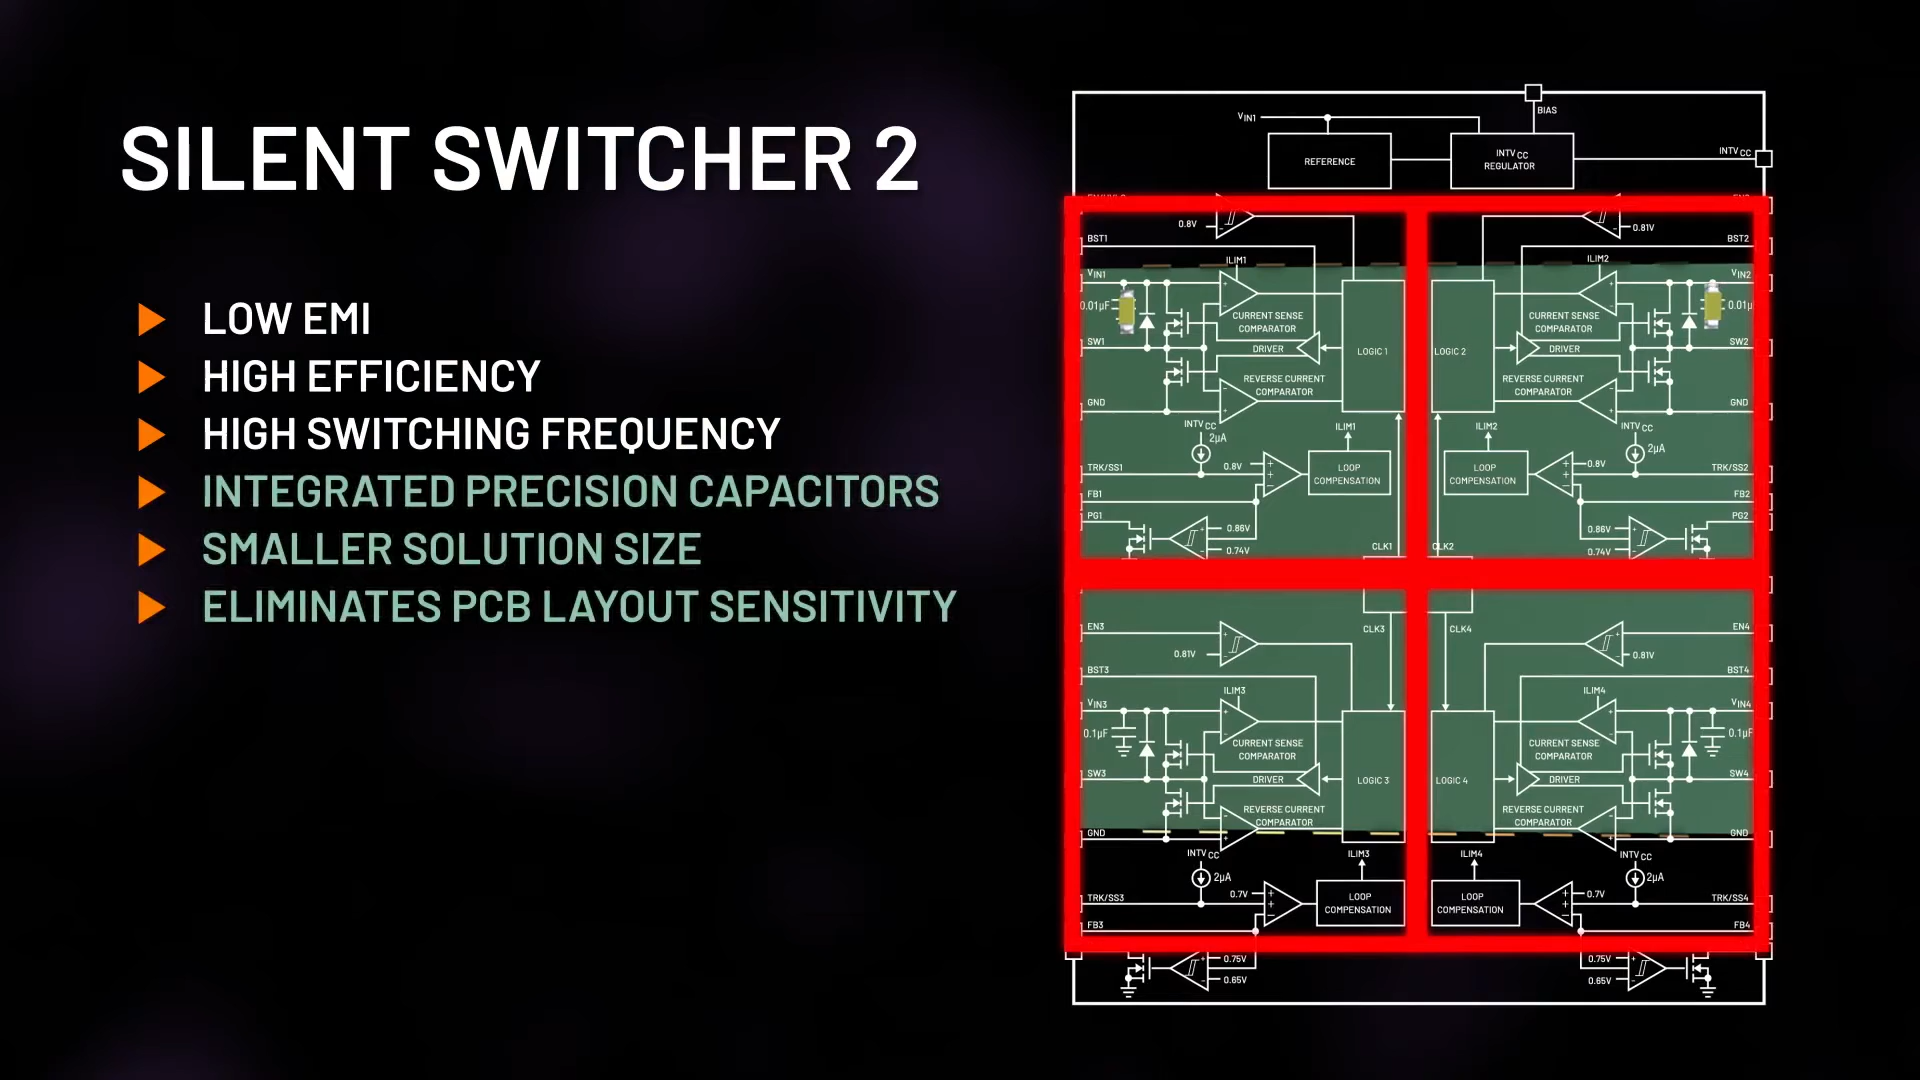 SILENT SWITCHER 2
LOW EMI
HIGH EFFICIENCY
HIGH SWITCHING FREQUENCY
INTEGRATED PRECISION CAPACITORS
SMALLER SOLUTION SIZE
ELIMINATES PCB LAYOUT SENSITIVITY
BIAS
VIN1
REFERENCE
INTVCC
REGULATOR
INTVCC
0.8V
0.81V
BST1
BST2
ILIM1
ILIM2
VIN1
VIN2
0.01µF
0.01µ
CURRENT SENSE
COMPARATOR
CURRENT SENSE
COMPARATOR
SW1
DRIVER
LOGIC 1
LOGIC 2
DRIVER
SW2
REVERSE CURRENT
COMPARATOR
REVERSE CURRENT
COMPARATOR
GND
GND
INTVCC
2µA
ILIM1
ILIM2
INTVCC
2µA
TRK/SS1
0.8V
LOOP
COMPENSATION
LOOP
COMPENSATION
0.8V
TRK/SS2
FB1
FB2
PG1
PG2
0.86V
0.74V
0.86V
0.74V
CLK1
CLK2
EN3
CLK3
CLK4
EN4
0.81V
0.81V
BST3
BST4
ILIM3
ILIM4
VIN3
VIN4
0.1µF
0.1µF
CURRENT SENSE
COMPARATOR
CURRENT SENSE
COMPARATOR
SW3
DRIVER
LOGIC 3
LOGIC 4
DRIVER
SW4
REVERSE CURRENT
COMPARATOR
REVERSE CURRENT
COMPARATOR
GND
GND
INTVCC
2µA
ILIM3
ILIM4
INTVCC
2µA
TRK/SS3
0.7V
LOOP
COMPENSATION
LOOP
COMPENSATION
0.7V
TRK/SS4
FB3
FB4
0.75V
0.65V
0.75V
0.65V